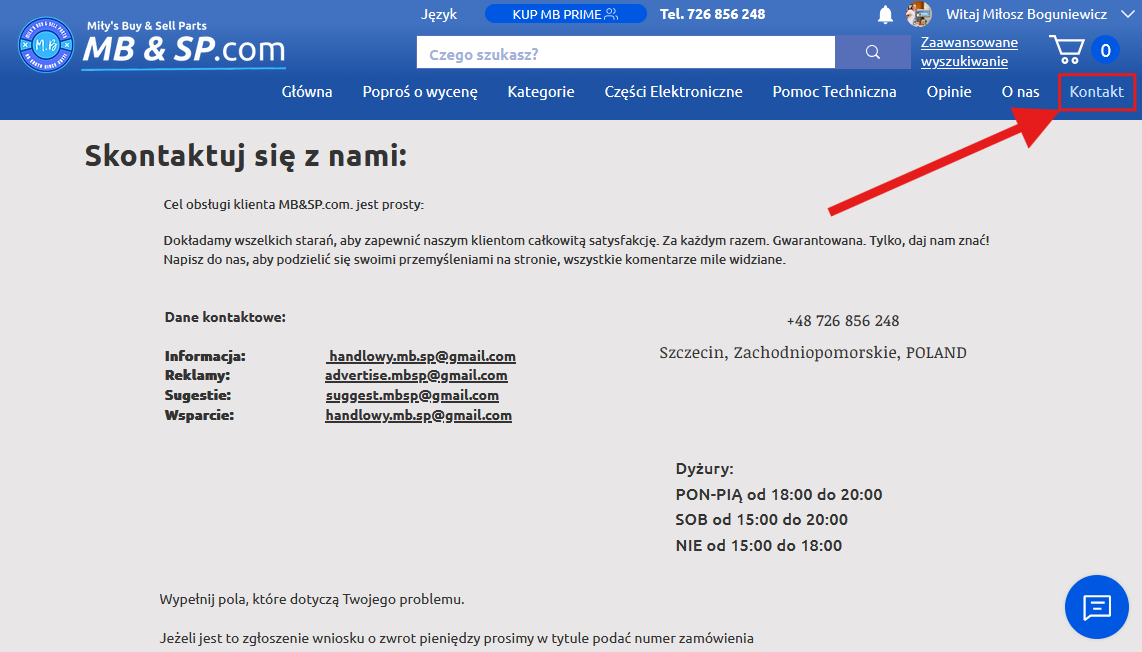 Miły's Buy & Sell Parts
MB & SP.com
M.B
Język
KUP MB PRIME
Tel. 726 856 248
Witaj Miłosz Boguniewicz
Czego szukasz?
Zaawansowane
wyszukiwanie
0
Główna
Poproś o wycenę
Kategorie
Części Elektroniczne
Pomoc Techniczna
Opinie
O nas
Kontakt
Skontaktuj się z nami:
Cel obsługi klienta MB&SP.com. jest prosty:
Dokładamy wszelkich starań, aby zapewnić naszym klientom całkowitą satysfakcję. Za każdym razem. Gwarantowana. Tylko, daj nam znać!
Napisz do nas, aby podzielić się swoimi przemyśleniami na stronie, wszystkie komentarze mile widziane.
Dane kontaktowe:
Informacja: handlowy.mb.sp@gmail.com
Reklamy: advertise.mbsp@gmail.com
Sugestie: suggest.mbsp@gmail.com
Wsparcie: handlowy.mb.sp@gmail.com
+48 726 856 248
Szczecin, Zachodniopomorskie, POLAND
Dyżury:
PON-PIĄ od 18:00 do 20:00
SOB od 15:00 do 20:00
NIE od 15:00 do 18:00
Wypełnij pola, które dotyczą Twojego problemu.
Jeżeli jest to zgłoszenie wniosku o zwrot pieniędzy prosimy w tytule podać numer zamówienia